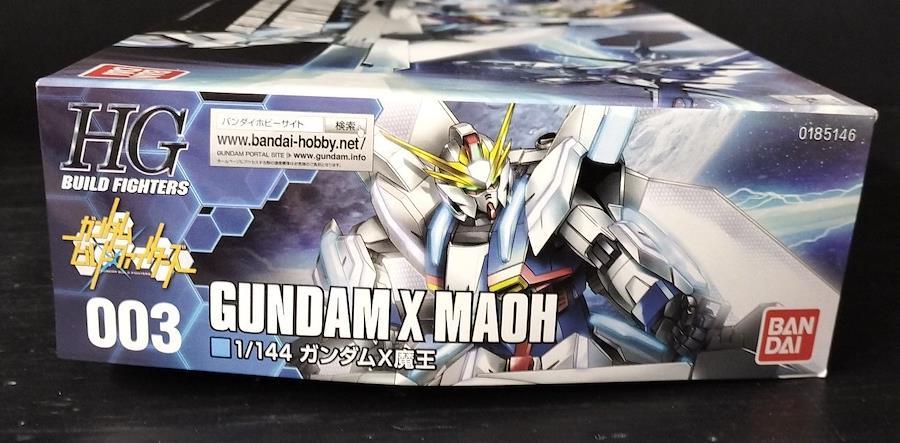 BANDAI
HG
BUILD FIGHTERS
バンダイホビーサイト 検索
www.bandai-hobby.net/
GUNDAM PORTAL SITE ▷ www.gundam.info
0185146
ガンダム
ビルドファイターズ
003
GUNDAM X MAOH
1/144 ガンダムX魔王
BAN
DAI